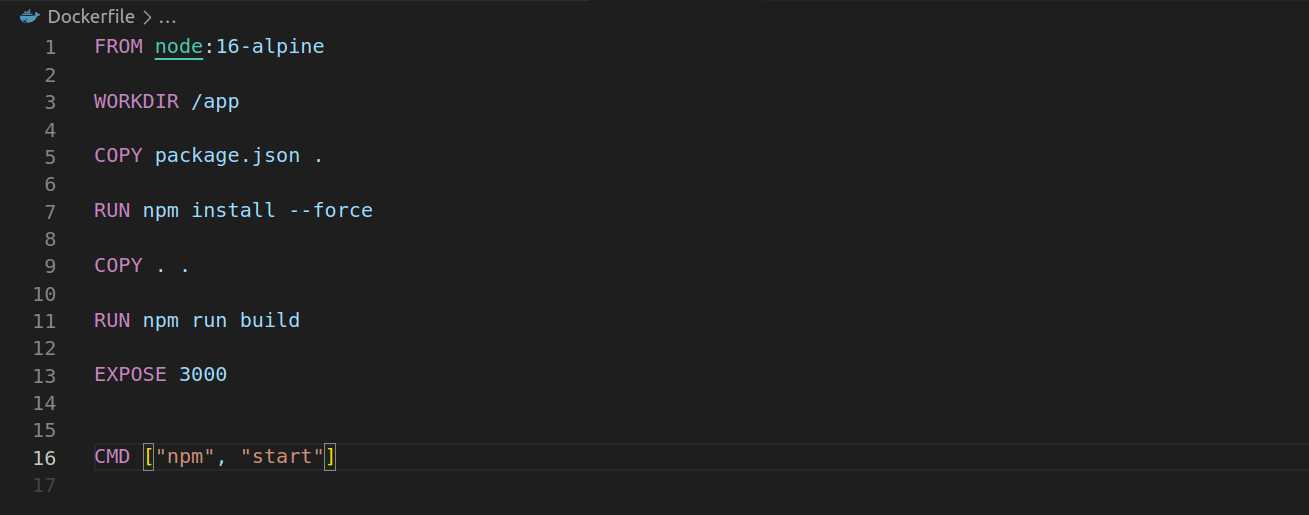 Dockerfile > ...
1 FROM node:16-alpine
2
3 WORKDIR /app
4
5 COPY package.json .
6
7 RUN npm install --force
8
9 COPY . .
10
11 RUN npm run build
12
13 EXPOSE 3000
14
15
16 CMD ["npm", "start"]
17